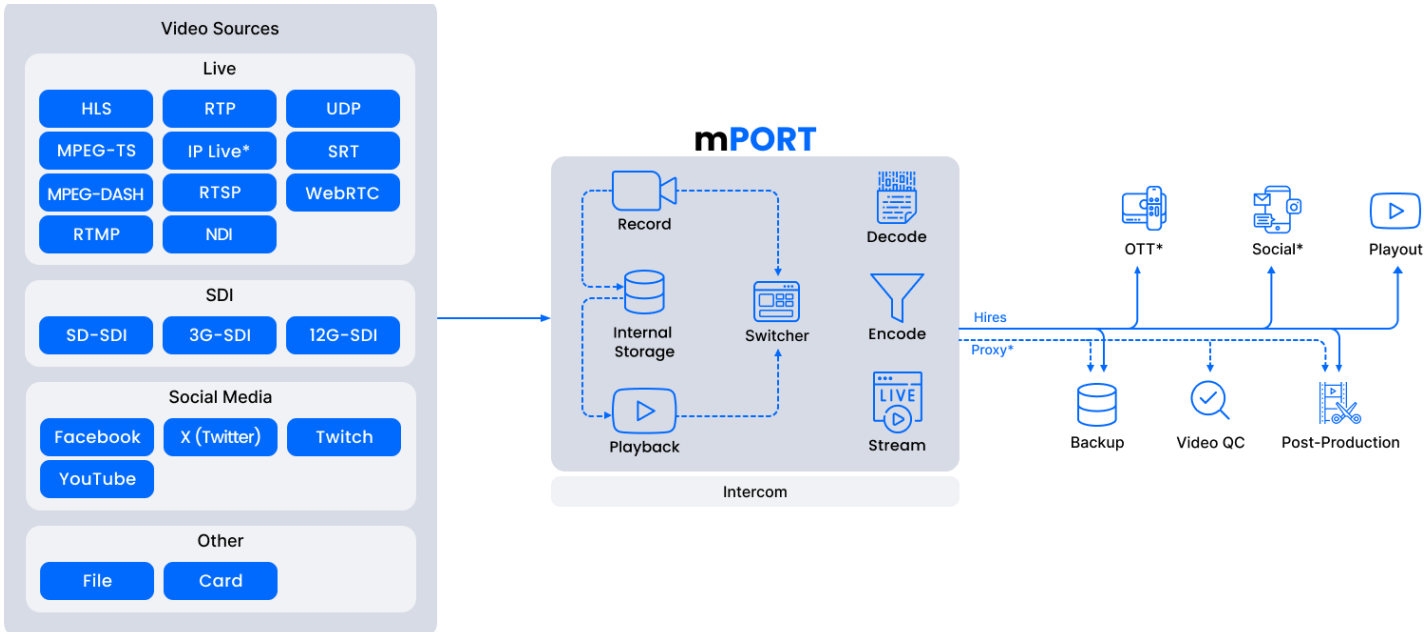 Video Sources
Live
HLS
RTP
UDP
MPEG-TS
IP Live*
SRT
MPEG-DASH
RTSP
WebRTC
RTMP
NDI
SDI
SD-SDI
3G-SDI
12G-SDI
Social Media
Facebook
X (Twitter)
Twitch
YouTube
Other
File
Card
mPORT
Record
Internal
Storage
Playback
Switcher
Decode
Encode
LIVE
Stream
Intercom
Hires
Proxy*
OTT*
Social*
Playout
Backup
Video QC
Post-Production